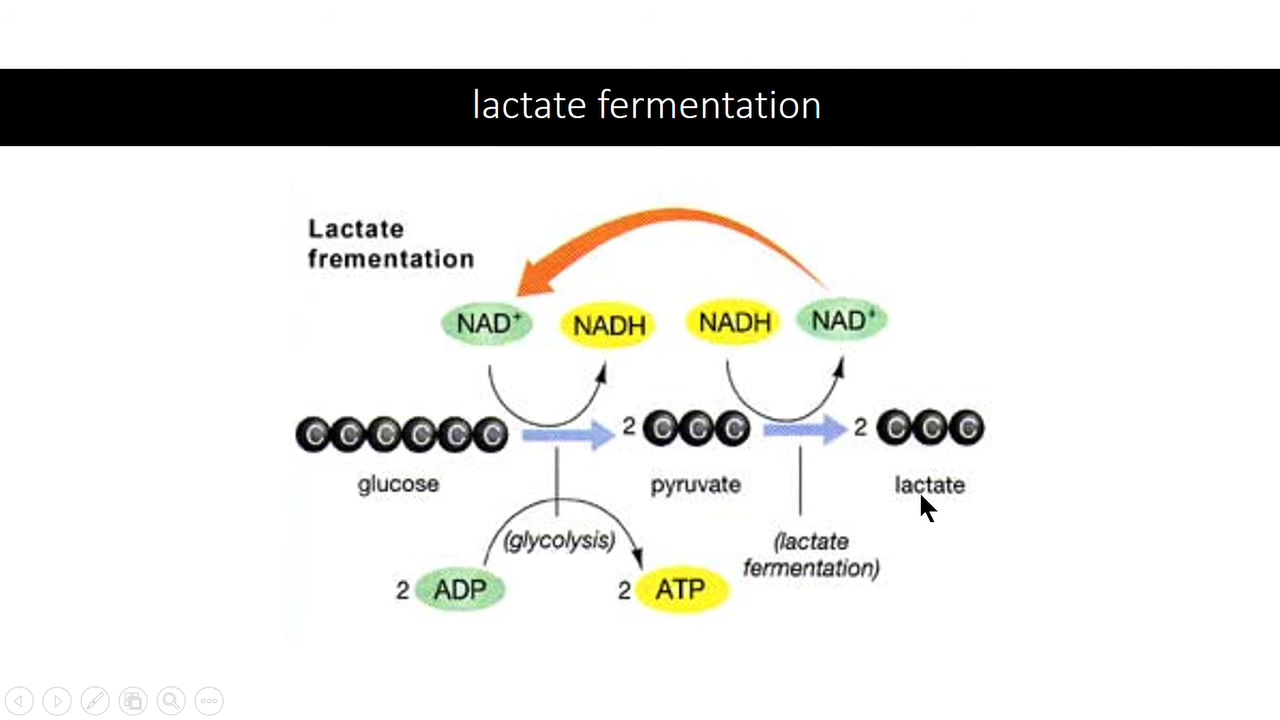 lactate fermentation
Lactate
frementation
NAD+ NADH NADH NAD+
C C C C C C 2 C C C 2 C C C
glucose pyruvate lactate
(glycolysis) (lactate
fermentation)
2 ADP 2 ATP